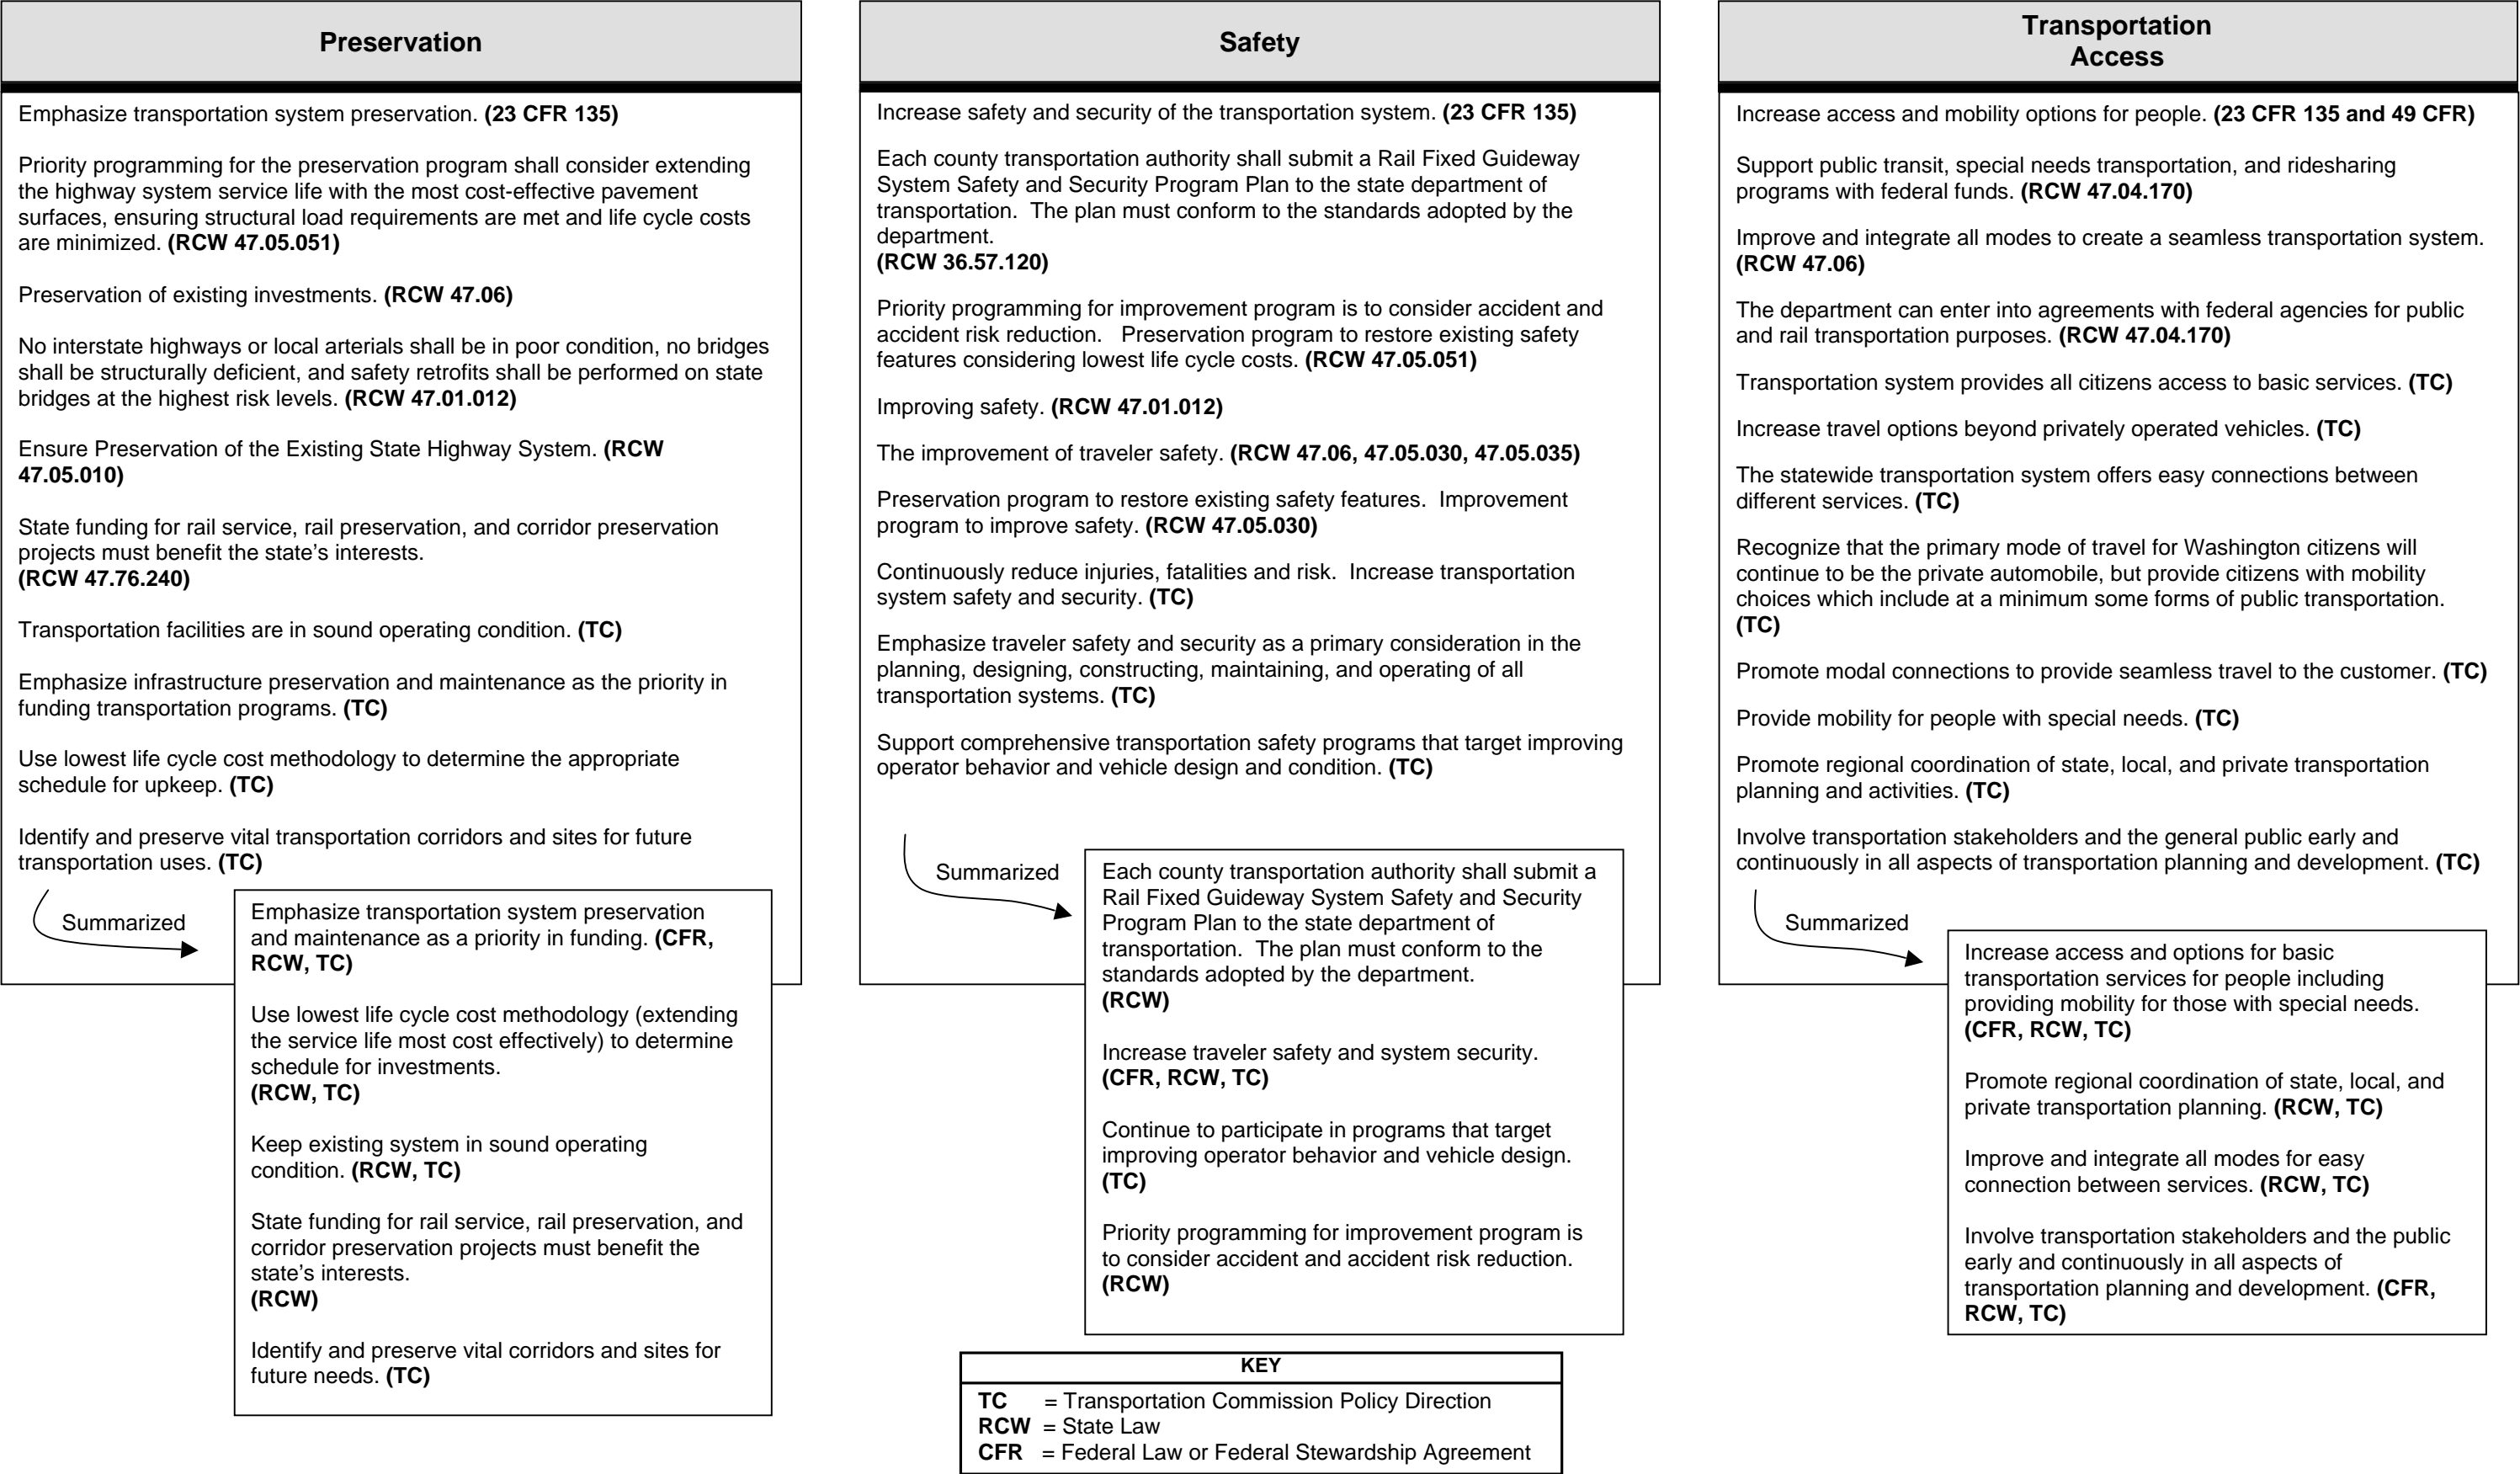 Preservation
Emphasize transportation system preservation. (23 CFR 135)
Priority programming for the preservation program shall consider extending
the highway system service life with the most cost-effective pavement
surfaces, ensuring structural load requirements are met and life cycle costs
are minimized. (RCW 47.05.051)
Preservation of existing investments. (RCW 47.06)
No interstate highways or local arterials shall be in poor condition, no bridges
shall be structurally deficient, and safety retrofits shall be performed on state
bridges at the highest risk levels. (RCW 47.01.012)
Ensure Preservation of the Existing State Highway System. (RCW
47.05.010)
State funding for rail service, rail preservation, and corridor preservation
projects must benefit the state’s interests.
(RCW 47.76.240)
Transportation facilities are in sound operating condition. (TC)
Emphasize infrastructure preservation and maintenance as the priority in
funding transportation programs. (TC)
Use lowest life cycle cost methodology to determine the appropriate
schedule for upkeep. (TC)
Identify and preserve vital transportation corridors and sites for future
transportation uses. (TC)
Summarized
Emphasize transportation system preservation
and maintenance as a priority in funding. (CFR,
RCW, TC)
Use lowest life cycle cost methodology (extending
the service life most cost effectively) to determine
schedule for investments.
(RCW, TC)
Keep existing system in sound operating
condition. (RCW, TC)
State funding for rail service, rail preservation, and
corridor preservation projects must benefit the
state’s interests.
(RCW)
Identify and preserve vital corridors and sites for
future needs. (TC)
Safety
Increase safety and security of the transportation system. (23 CFR 135)
Each county transportation authority shall submit a Rail Fixed Guideway
System Safety and Security Program Plan to the state department of
transportation.  The plan must conform to the standards adopted by the
department.
(RCW 36.57.120)
Priority programming for improvement program is to consider accident and
accident risk reduction.   Preservation program to restore existing safety
features considering lowest life cycle costs. (RCW 47.05.051)
Improving safety. (RCW 47.01.012)
The improvement of traveler safety. (RCW 47.06, 47.05.030, 47.05.035)
Preservation program to restore existing safety features.  Improvement
program to improve safety. (RCW 47.05.030)
Continuously reduce injuries, fatalities and risk.  Increase transportation
system safety and security. (TC)
Emphasize traveler safety and security as a primary consideration in the
planning, designing, constructing, maintaining, and operating of all
transportation systems. (TC)
Support comprehensive transportation safety programs that target improving
operator behavior and vehicle design and condition. (TC)
Summarized
Each county transportation authority shall submit a
Rail Fixed Guideway System Safety and Security
Program Plan to the state department of
transportation.  The plan must conform to the
standards adopted by the department.
(RCW)
Increase traveler safety and system security.
(CFR, RCW, TC)
Continue to participate in programs that target
improving operator behavior and vehicle design.
(TC)
Priority programming for improvement program is
to consider accident and accident risk reduction.
(RCW)
Transportation
Access
Increase access and mobility options for people. (23 CFR 135 and 49 CFR)
Support public transit, special needs transportation, and ridesharing
programs with federal funds. (RCW 47.04.170)
Improve and integrate all modes to create a seamless transportation system.
(RCW 47.06)
The department can enter into agreements with federal agencies for public
and rail transportation purposes. (RCW 47.04.170)
Transportation system provides all citizens access to basic services. (TC)
Increase travel options beyond privately operated vehicles. (TC)
The statewide transportation system offers easy connections between
different services. (TC)
Recognize that the primary mode of travel for Washington citizens will
continue to be the private automobile, but provide citizens with mobility
choices which include at a minimum some forms of public transportation.
(TC)
Promote modal connections to provide seamless travel to the customer. (TC)
Provide mobility for people with special needs. (TC)
Promote regional coordination of state, local, and private transportation
planning and activities. (TC)
Involve transportation stakeholders and the general public early and
continuously in all aspects of transportation planning and development. (TC)
Summarized
Increase access and options for basic
transportation services for people including
providing mobility for those with special needs.
(CFR, RCW, TC)
Promote regional coordination of state, local, and
private transportation planning. (RCW, TC)
Improve and integrate all modes for easy
connection between services. (RCW, TC)
Involve transportation stakeholders and the public
early and continuously in all aspects of
transportation planning and development. (CFR,
RCW, TC)
KEY
TC = Transportation Commission Policy Direction
RCW = State Law
CFR = Federal Law or Federal Stewardship Agreement